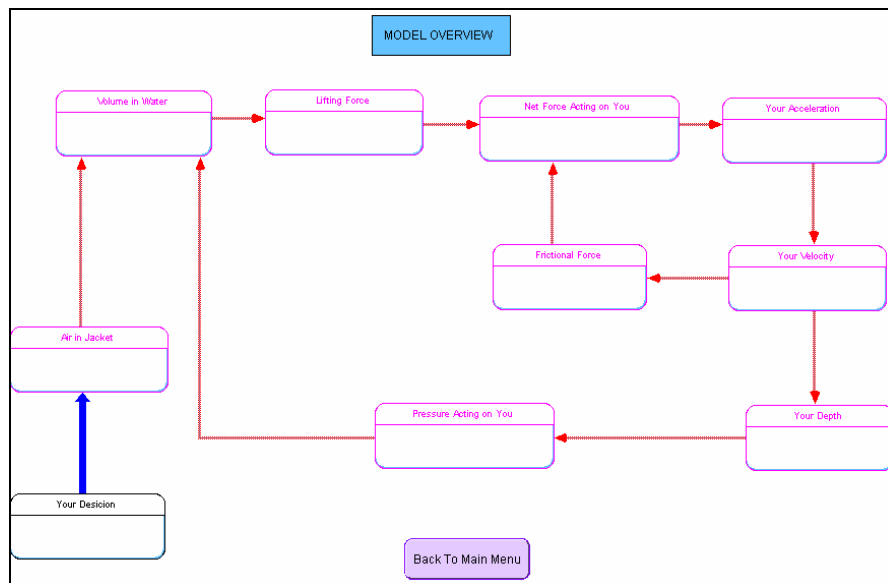 MODEL OVERVIEW
Volume in Water
Lifting Force
Net Force Acting on You
Your Acceleration
Frictional Force
Your Velocity
Air in Jacket
Pressure Acting on You
Your Depth
Your Desicion
Back To Main Menu